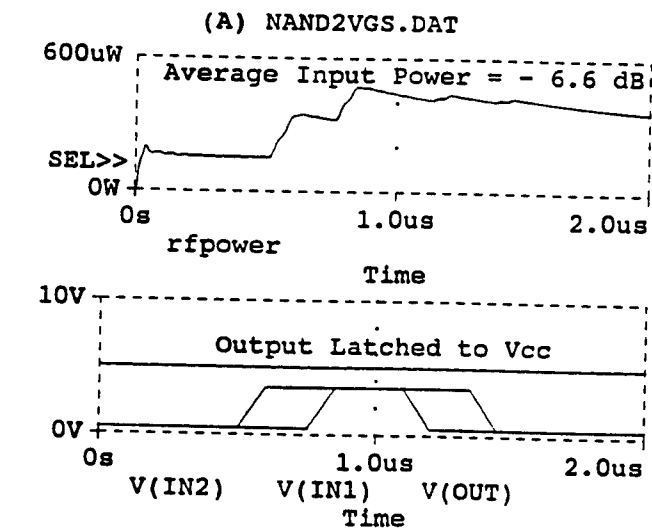 (A) NAND2VGS.DAT
600uW
Average Input Power = - 6.6 dB
SEL>>
0W
0s 1.0us 2.0us
rfpower
Time
10V
Output Latched to Vcc
0V
0s 1.0us 2.0us
V(IN2) V(IN1) V(OUT)
Time